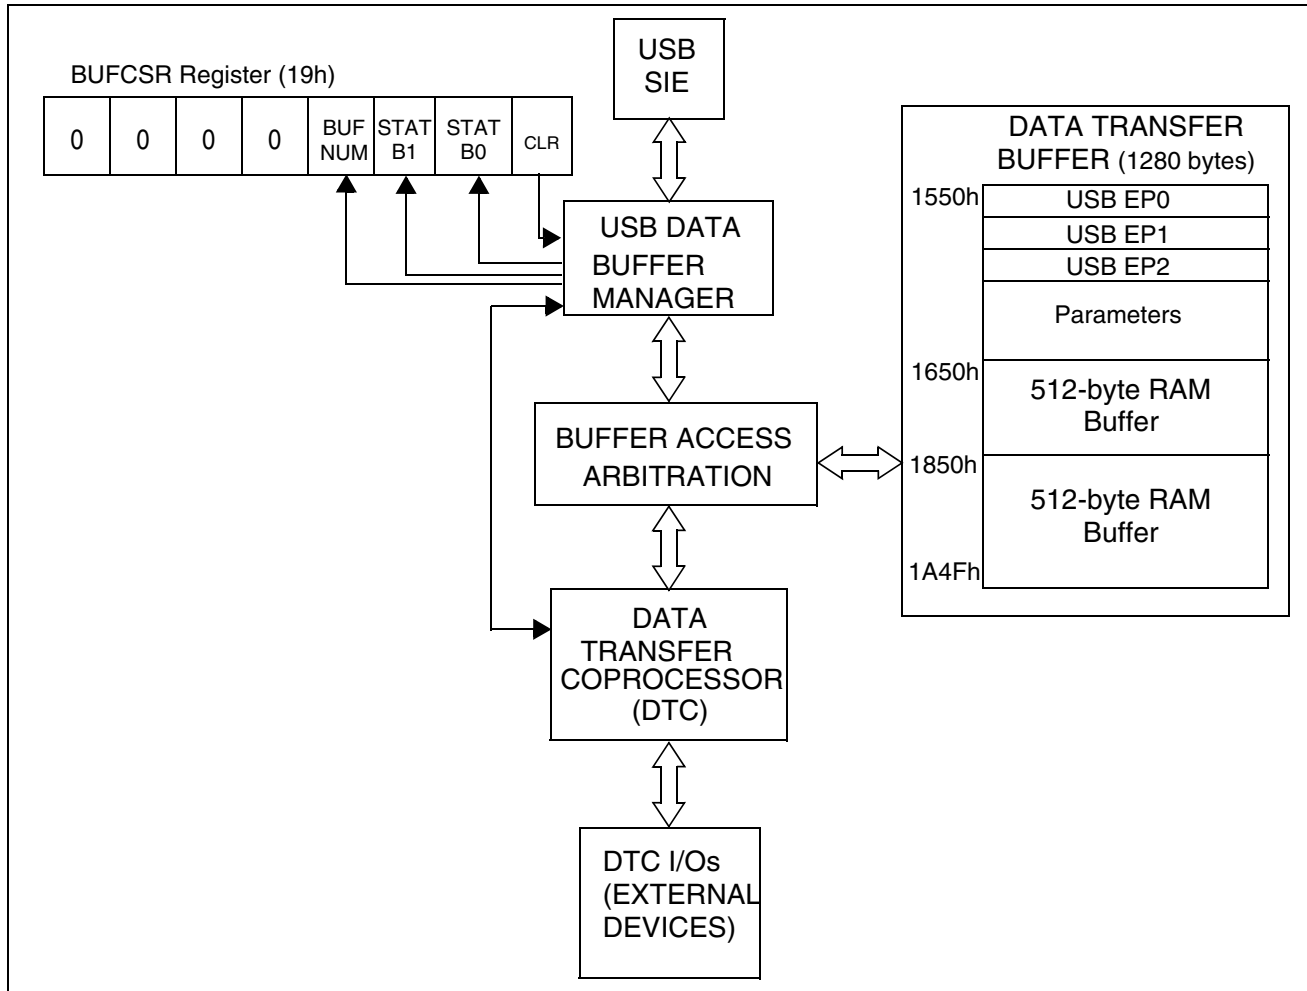 USB
SIE
BUFCSR Register (19h)
0 0 0 0 BUF NUM STAT B1 STAT B0 CLR
USB DATA
BUFFER
MANAGER
BUFFER ACCESS
ARBITRATION
DATA
TRANSFER
COPROCESSOR
(DTC)
DTC I/Os
(EXTERNAL
DEVICES)
DATA TRANSFER
BUFFER (1280 bytes)
1550h
USB EP0
USB EP1
USB EP2
Parameters
1650h
512-byte RAM
Buffer
1850h
512-byte RAM
Buffer
1A4Fh